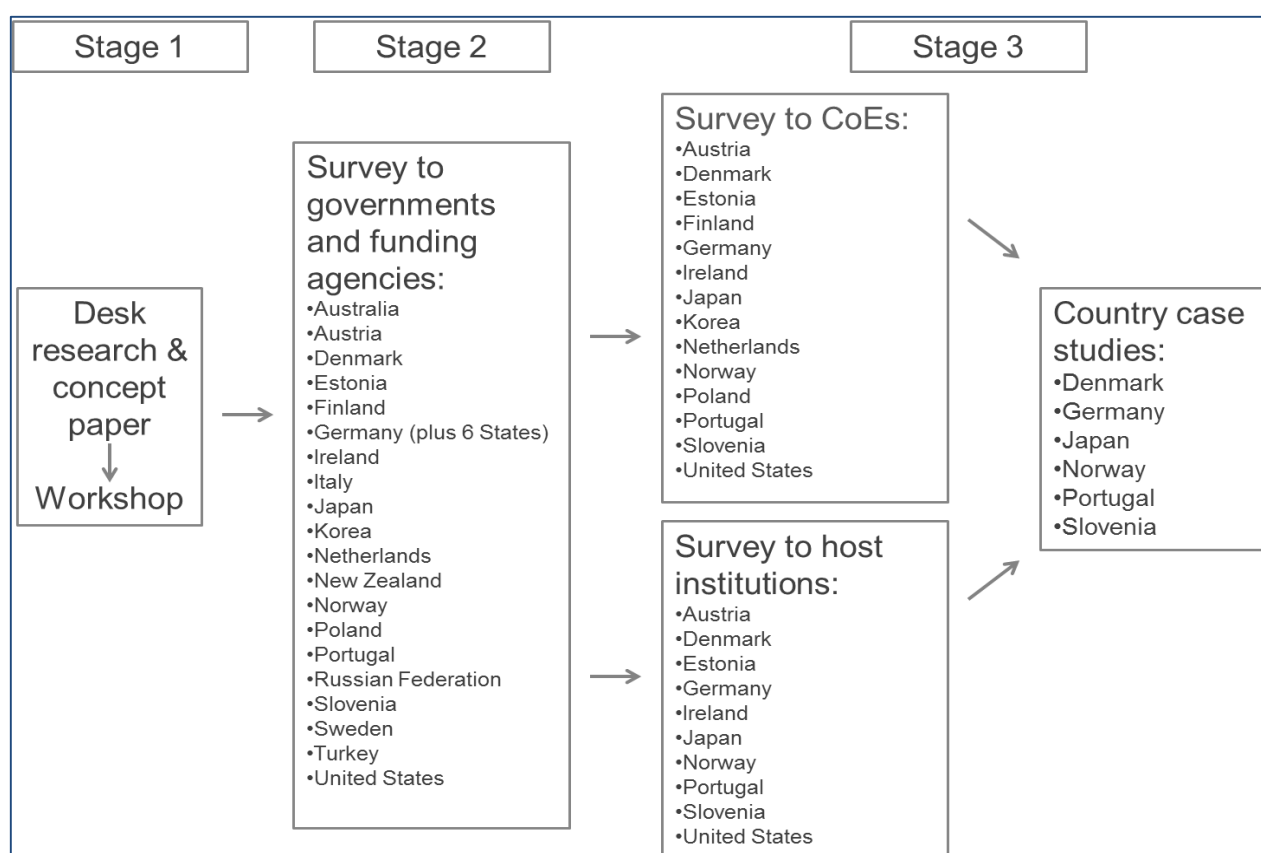 Stage 1
Stage 2
Stage 3
Desk
research &
concept
paper
Workshop
Survey to
governments
and funding
agencies:
•Australia
•Austria
•Denmark
•Estonia
•Finland
•Germany (plus 6 States)
•Ireland
•Italy
•Japan
•Korea
•Netherlands
•New Zealand
•Norway
•Poland
•Portugal
•Russian Federation
•Slovenia
•Sweden
•Turkey
•United States
Survey to CoEs:
•Austria
•Denmark
•Estonia
•Finland
•Germany
•Ireland
•Japan
•Korea
•Netherlands
•Norway
•Poland
•Portugal
•Slovenia
•United States
Survey to host
institutions:
•Austria
•Denmark
•Estonia
•Germany
•Ireland
•Japan
•Norway
•Portugal
•Slovenia
•United States
Country case
studies:
•Denmark
•Germany
•Japan
•Norway
•Portugal
•Slovenia